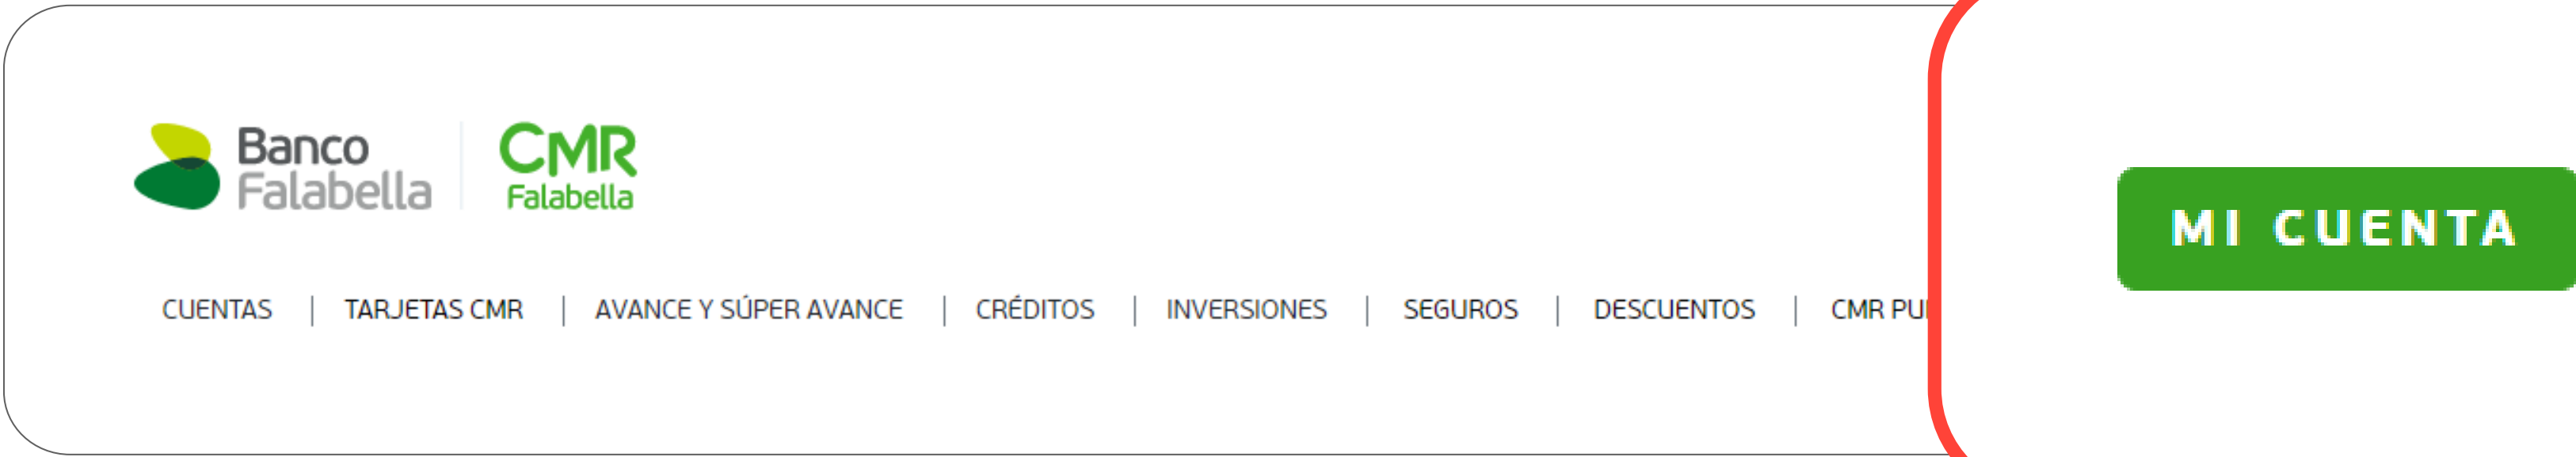 Banco
Falabella
CMR
Falabella
MI CUENTA
CUENTAS | TARJETAS CMR | AVANCE Y SÚPER AVANCE | CRÉDITOS | INVERSIONES | SEGUROS | DESCUENTOS | CMR